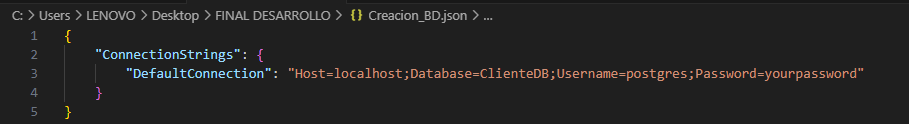 C: > Users > LENOVO > Desktop > FINAL DESARROLLO > {} Creacion_BD.json > ...
1 {
2 "ConnectionStrings": {
3 "DefaultConnection": "Host=localhost;Database=ClienteDB;Username=postgres;Password=yourpassword"
4 }
5 }